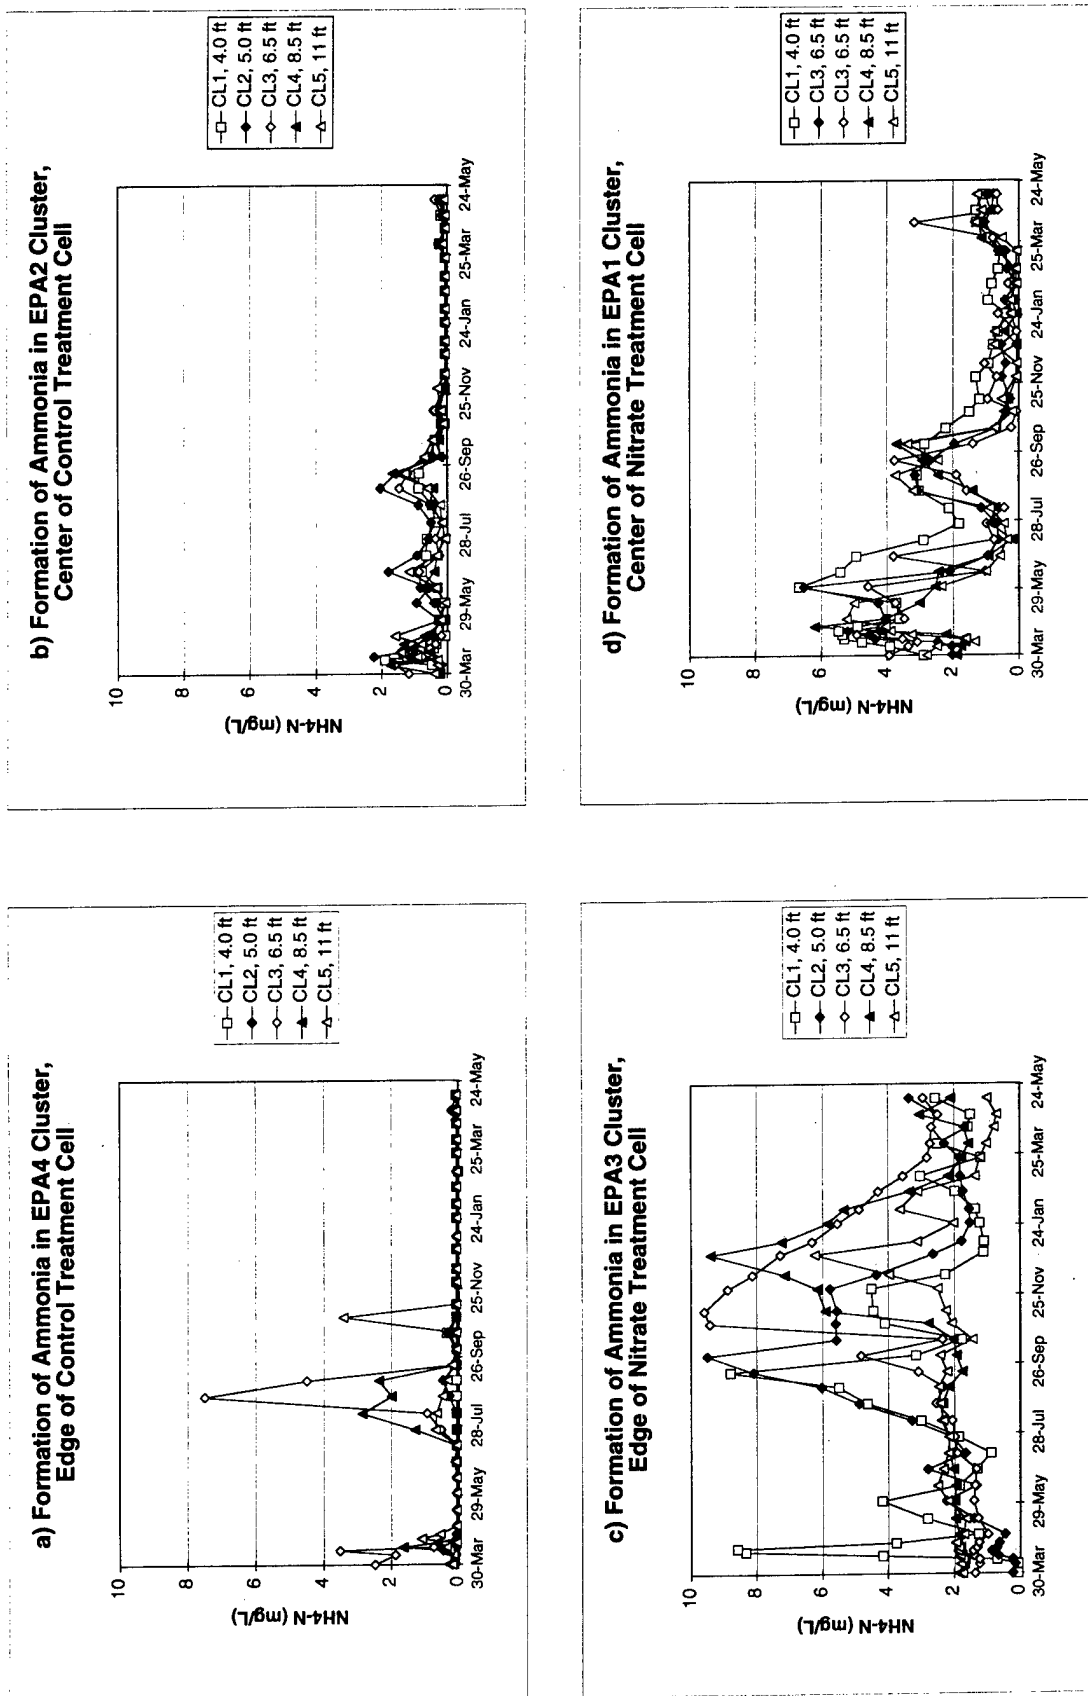 a) Formation of Ammonia in EPA4 Cluster,
Edge of Control Treatment Cell
NH4-N (mg/L)
10
8
6
4
2
0
30-Mar
29-May
28-Jul
26-Sep
25-Nov
24-Jan
25-Mar
24-May
CL1, 4.0 ft
CL2, 5.0 ft
CL3, 6.5 ft
CL4, 8.5 ft
CL5, 11 ft
b) Formation of Ammonia in EPA2 Cluster,
Center of Control Treatment Cell
NH4-N (mg/L)
10
8
6
4
2
0
30-Mar
29-May
28-Jul
26-Sep
25-Nov
24-Jan
25-Mar
24-May
CL1, 4.0 ft
CL2, 5.0 ft
CL3, 6.5 ft
CL4, 8.5 ft
CL5, 11 ft
c) Formation of Ammonia in EPA3 Cluster,
Edge of Nitrate Treatment Cell
NH4-N (mg/L)
10
8
6
4
2
0
30-Mar
29-May
28-Jul
26-Sep
25-Nov
24-Jan
25-Mar
24-May
CL1, 4.0 ft
CL2, 5.0 ft
CL3, 6.5 ft
CL4, 8.5 ft
CL5, 11 ft
d) Formation of Ammonia in EPA1 Cluster,
Center of Nitrate Treatment Cell
NH4-N (mg/L)
10
8
6
4
2
0
30-Mar
29-May
28-Jul
26-Sep
25-Nov
24-Jan
25-Mar
24-May
CL1, 4.0 ft
CL3, 6.5 ft
CL3, 6.5 ft
CL4, 8.5 ft
CL5, 11 ft